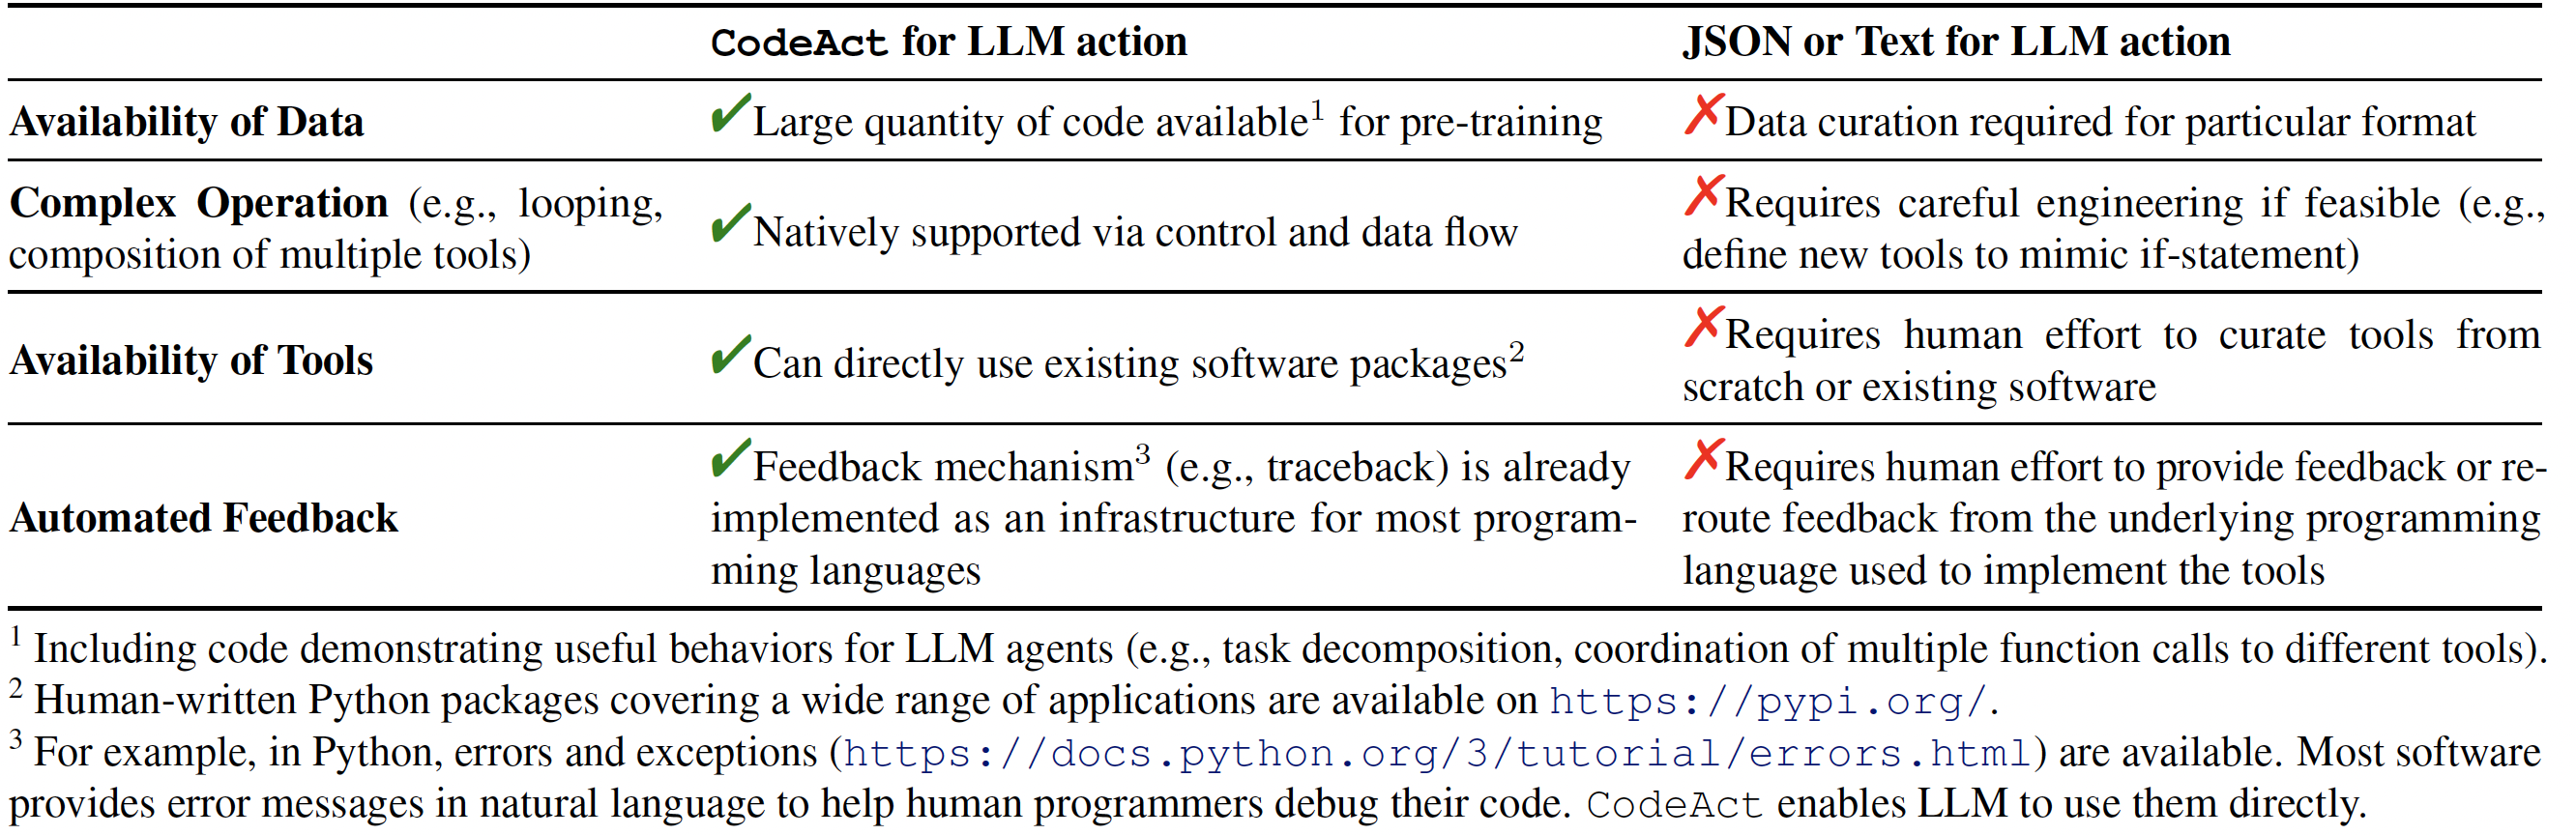 CodeAct for LLM action
JSON or Text for LLM action
Availability of Data
✓Large quantity of code available¹ for pre-training
✗Data curation required for particular format
Complex Operation (e.g., looping,
composition of multiple tools)
✓Natively supported via control and data flow
✗Requires careful engineering if feasible (e.g.,
define new tools to mimic if-statement)
Availability of Tools
✓Can directly use existing software packages²
✗Requires human effort to curate tools from
scratch or existing software
Automated Feedback
✓Feedback mechanism³ (e.g., traceback) is already
implemented as an infrastructure for most program-
ming languages
✗Requires human effort to provide feedback or re-
route feedback from the underlying programming
language used to implement the tools
¹ Including code demonstrating useful behaviors for LLM agents (e.g., task decomposition, coordination of multiple function calls to different tools).
² Human-written Python packages covering a wide range of applications are available on https://pypi.org/.
³ For example, in Python, errors and exceptions (https://docs.python.org/3/tutorial/errors.html) are available. Most software
provides error messages in natural language to help human programmers debug their code. CodeAct enables LLM to use them directly.